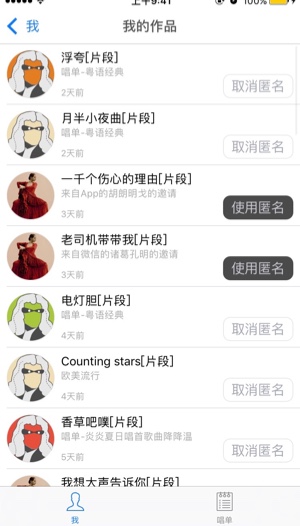 上午9:41
100%
我
我的作品
浮夸[片段]
唱单-粤语经典
2天前
取消匿名
月半小夜曲[片段]
唱单-粤语经典
2天前
取消匿名
一千个伤心的理由[片段]
来自App的胡朗明戈的邀请
3天前
使用匿名
老司机带带我[片段]
来自微信的诸葛孔明的邀请
3天前
使用匿名
电灯胆[片段]
唱单-粤语经典
4天前
取消匿名
Counting stars[片段]
欧美流行
4天前
取消匿名
香草吧噗[片段]
唱单-炎炎夏日唱首歌曲降降温
5天前
取消匿名
我想大声告诉你[片段]
我
唱单